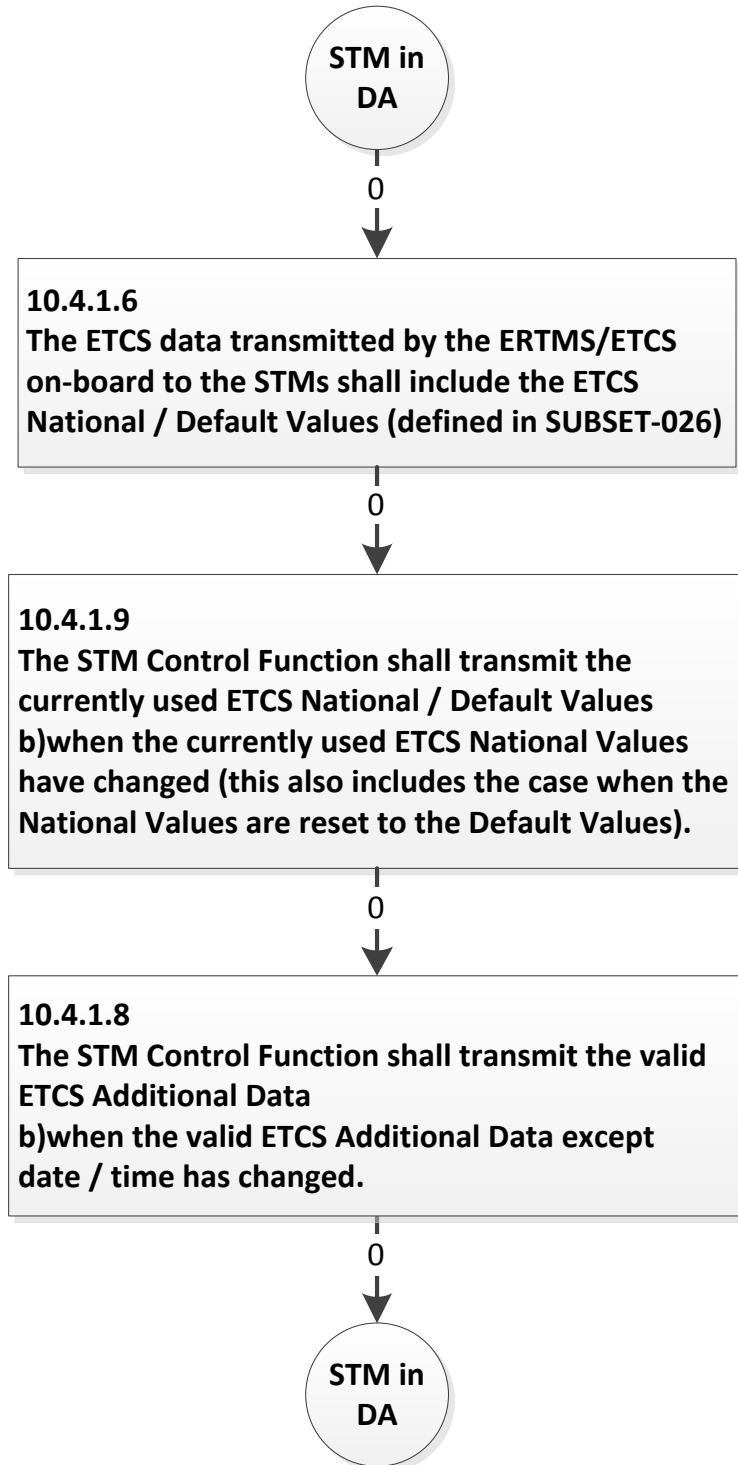 STM in
DA
0
10.4.1.6
The ETCS data transmitted by the ERTMS/ETCS
on-board to the STMs shall include the ETCS
National / Default Values (defined in SUBSET-026)
0
10.4.1.9
The STM Control Function shall transmit the
currently used ETCS National / Default Values
b)when the currently used ETCS National Values
have changed (this also includes the case when the
National Values are reset to the Default Values).
0
10.4.1.8
The STM Control Function shall transmit the valid
ETCS Additional Data
b)when the valid ETCS Additional Data except
date / time has changed.
0
STM in
DA